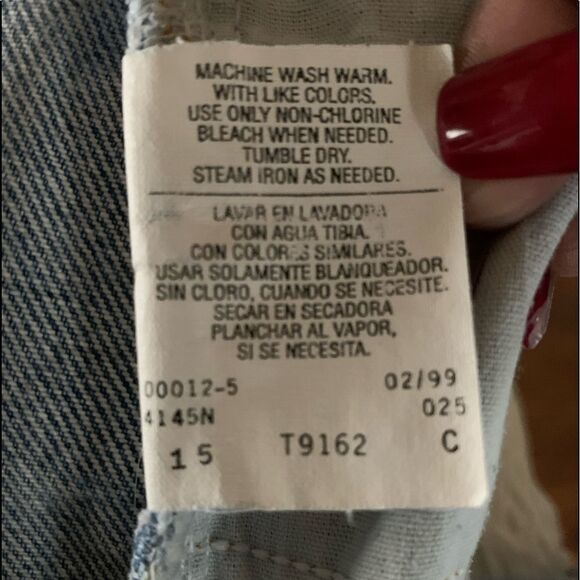 MACHINE WASH WARM.
WITH LIKE COLORS.
USE ONLY NON-CHLORINE
BLEACH WHEN NEEDED.
TUMBLE DRY.
STEAM IRON AS NEEDED.
LAVAR EN LAVADORA
CON AGUA TIBIA.
CON COLORES SIMILARES.
USAR SOLAMENTE BLANQUEADOR.
SIN CLORO, CUANDO SE NECESITE.
SECAR EN SECADORA
PLANCHAR AL VAPOR,
SI SE NECESITA.
00012-5 02/99
4145N 025
15 T9162 C